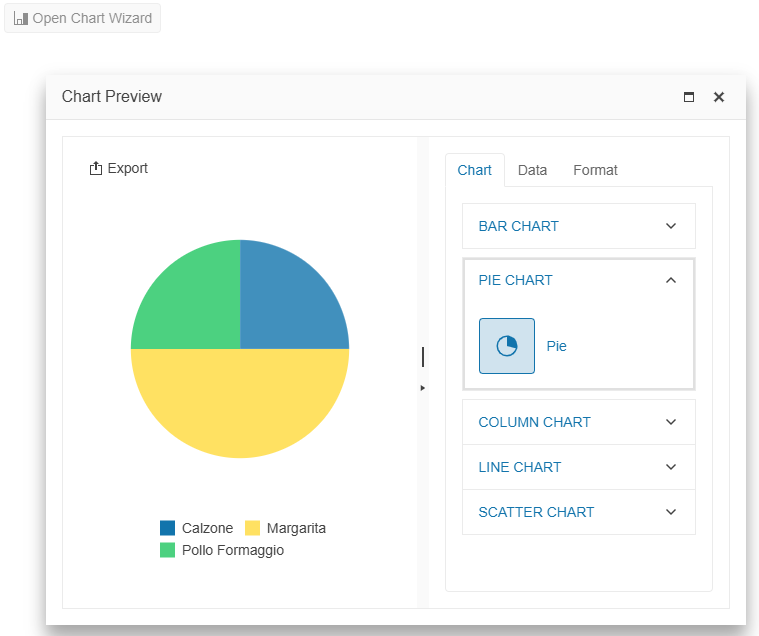 Open Chart Wizard
Chart Preview
Export
Chart Data Format
BAR CHART
PIE CHART
Pie
COLUMN CHART
LINE CHART
SCATTER CHART
Calzone Margarita
Pollo Formaggio